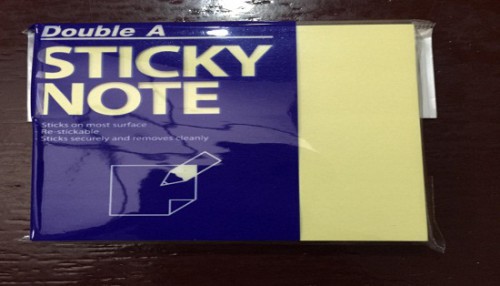 Double A
STICKY
NOTE
Sticks on most surface
Re-stickable
Sticks securely and removes cleanly